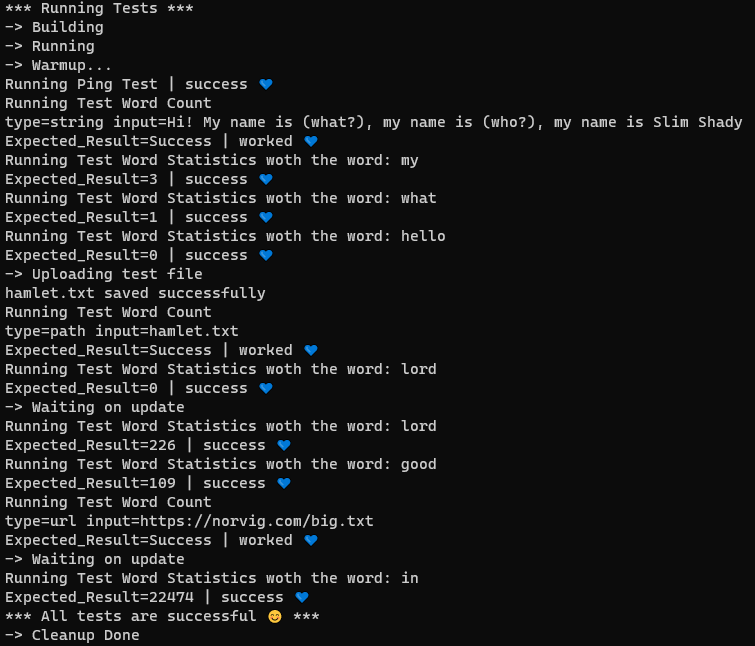 *** Running Tests ***
-> Building
-> Running
-> Warmup...
Running Ping Test | success 💙
Running Test Word Count
type=string input=Hi! My name is (what?), my name is (who?), my name is Slim Shady
Expected_Result=Success | worked 💙
Running Test Word Statistics woth the word: my
Expected_Result=3 | success 💙
Running Test Word Statistics woth the word: what
Expected_Result=1 | success 💙
Running Test Word Statistics woth the word: hello
Expected_Result=0 | success 💙
-> Uploading test file
hamlet.txt saved successfully
Running Test Word Count
type=path input=hamlet.txt
Expected_Result=Success | worked 💙
Running Test Word Statistics woth the word: lord
Expected_Result=0 | success 💙
-> Waiting on update
Running Test Word Statistics woth the word: lord
Expected_Result=226 | success 💙
Running Test Word Statistics woth the word: good
Expected_Result=109 | success 💙
Running Test Word Count
type=url input=https://norvig.com/big.txt
Expected_Result=Success | worked 💙
-> Waiting on update
Running Test Word Statistics woth the word: in
Expected_Result=22474 | success 💙
*** All tests are successful 😊 ***
-> Cleanup Done